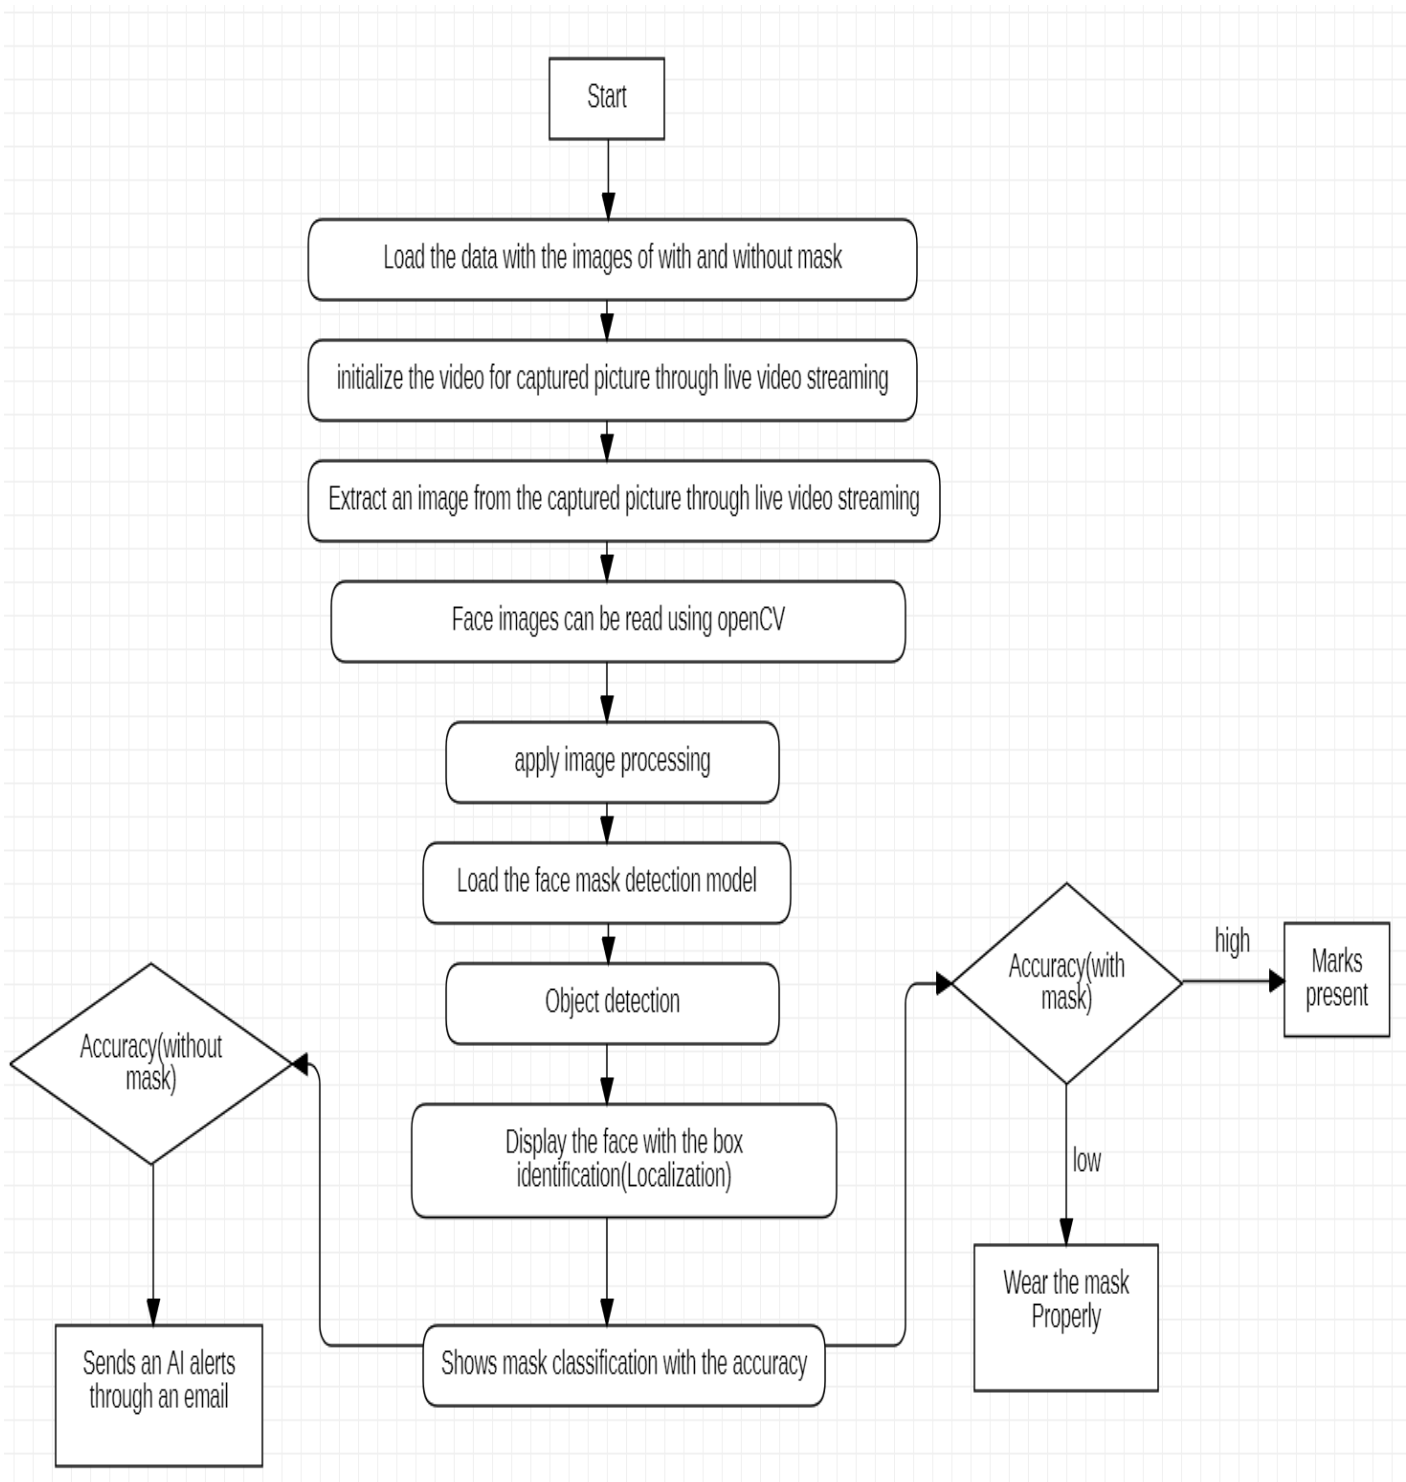 Start
Load the data with the images of with and without mask
initialize the video for captured picture through live video streaming
Extract an image from the captured picture through live video streaming
Face images can be read using openCV
apply image processing
Load the face mask detection model
Object detection
Display the face with the box
identification(Localization)
Shows mask classification with the accuracy
Accuracy(without
mask)
Sends an AI alerts
through an email
Accuracy(with
mask)
high
Marks
present
low
Wear the mask
Properly